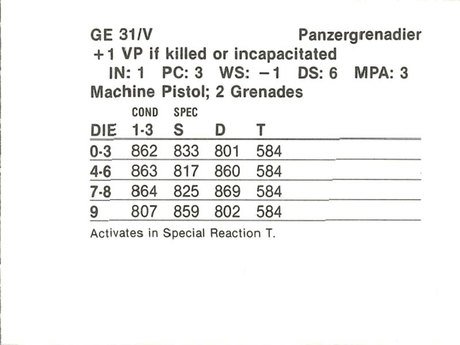 GE 31/V Panzergrenadier
+1 VP if killed or incapacitated
IN: 1 PC: 3 WS: –1 DS: 6 MPA: 3
Machine Pistol; 2 Grenades
COND SPEC
DIE 1-3 S D T
0-3 862 833 801 584
4-6 863 817 860 584
7-8 864 825 869 584
9 807 859 802 584
Activates in Special Reaction T.